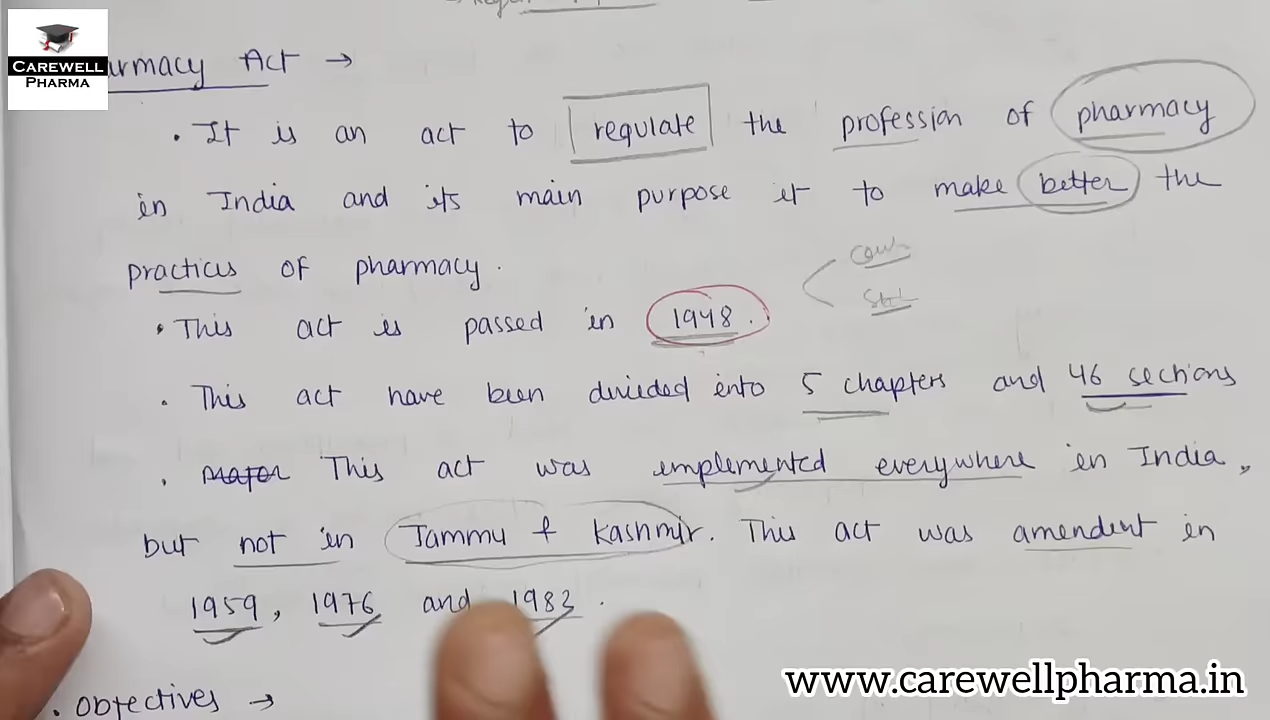 CAREWELL
PHARMA
armacy Act →
• It is an act to regulate the profession of pharmacy
in India and its main purpose it to make better the
practices of pharmacy.
• This act is passed in 1948.
• This act have been divided into 5 chapters and 46 sections
• This act was implemented everywhere in India,
but not in Jammu & Kashmir. This act was amendent in
1959, 1976 and 1983.
• Objectives →
www.carewellpharma.in